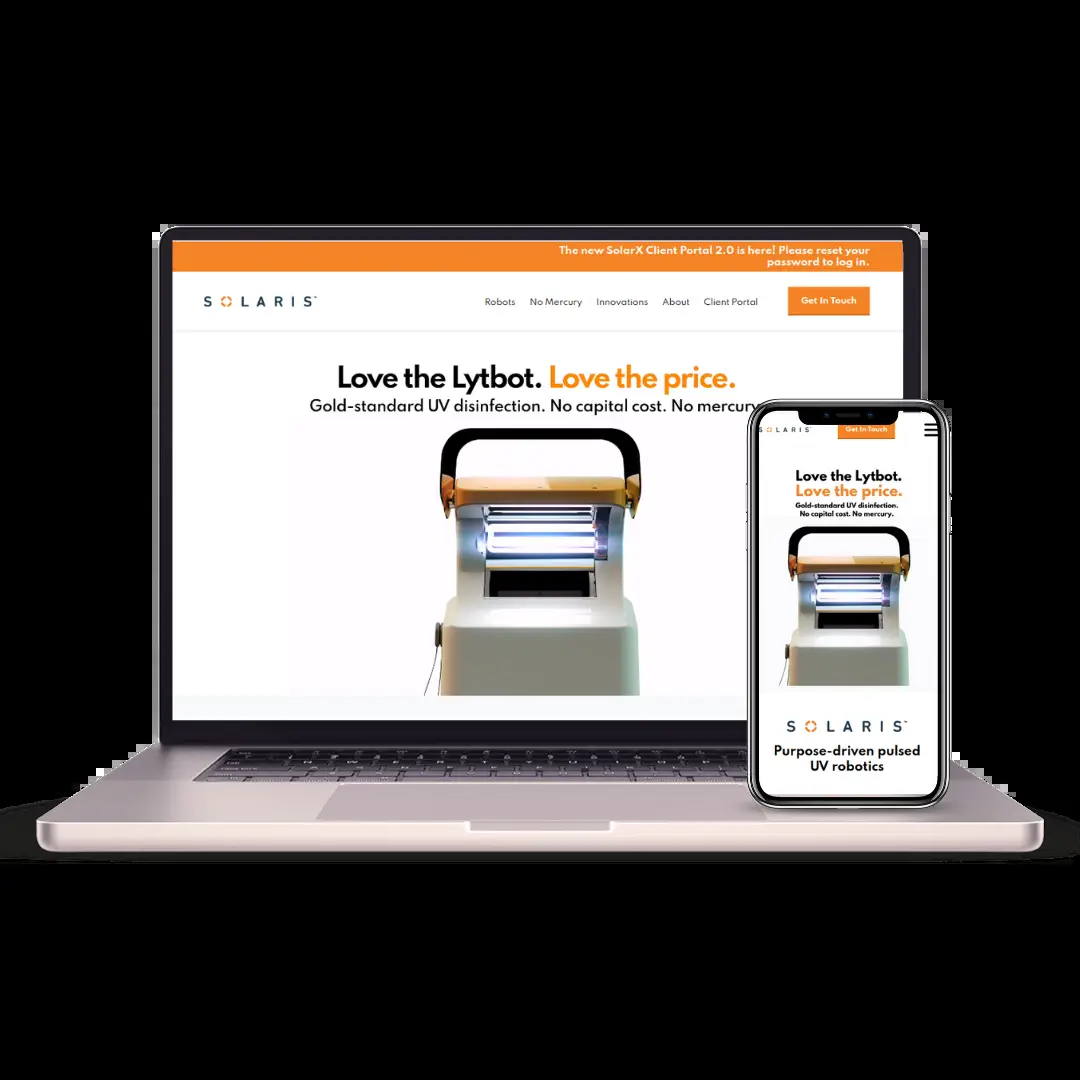 The new SolarX Client Portal 2.0 is here! Please reset your
password to log in.
SOLARIS™
Robots No Mercury Innovations About Client Portal Get In Touch
Love the Lytbot. Love the price.
Gold-standard UV disinfection. No capital cost. No mercury
SOLARIS™ Get In Touch
Love the Lytbot.
Love the price.
Gold-standard UV disinfection.
No capital cost. No mercury.
SOLARIS™
Purpose-driven pulsed
UV robotics